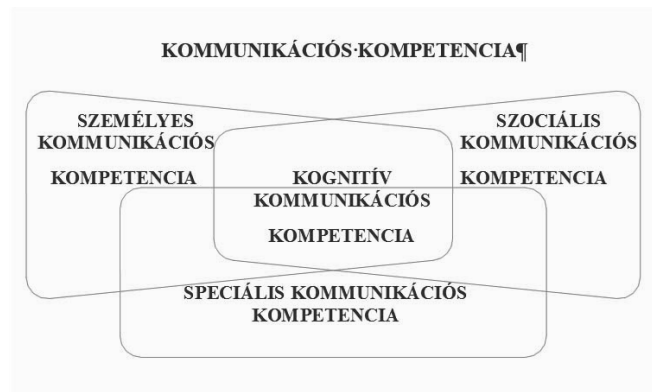 KOMMUNIKÁCIÓS·KOMPETENCIA¶
SZEMÉLYES
KOMMUNIKÁCIÓS
KOMPETENCIA
SZOCIÁLIS
KOMMUNIKÁCIÓS
KOMPETENCIA
KOGNITÍV
KOMMUNIKÁCIÓS
KOMPETENCIA
SPECIÁLIS KOMMUNIKÁCIÓS
KOMPETENCIA